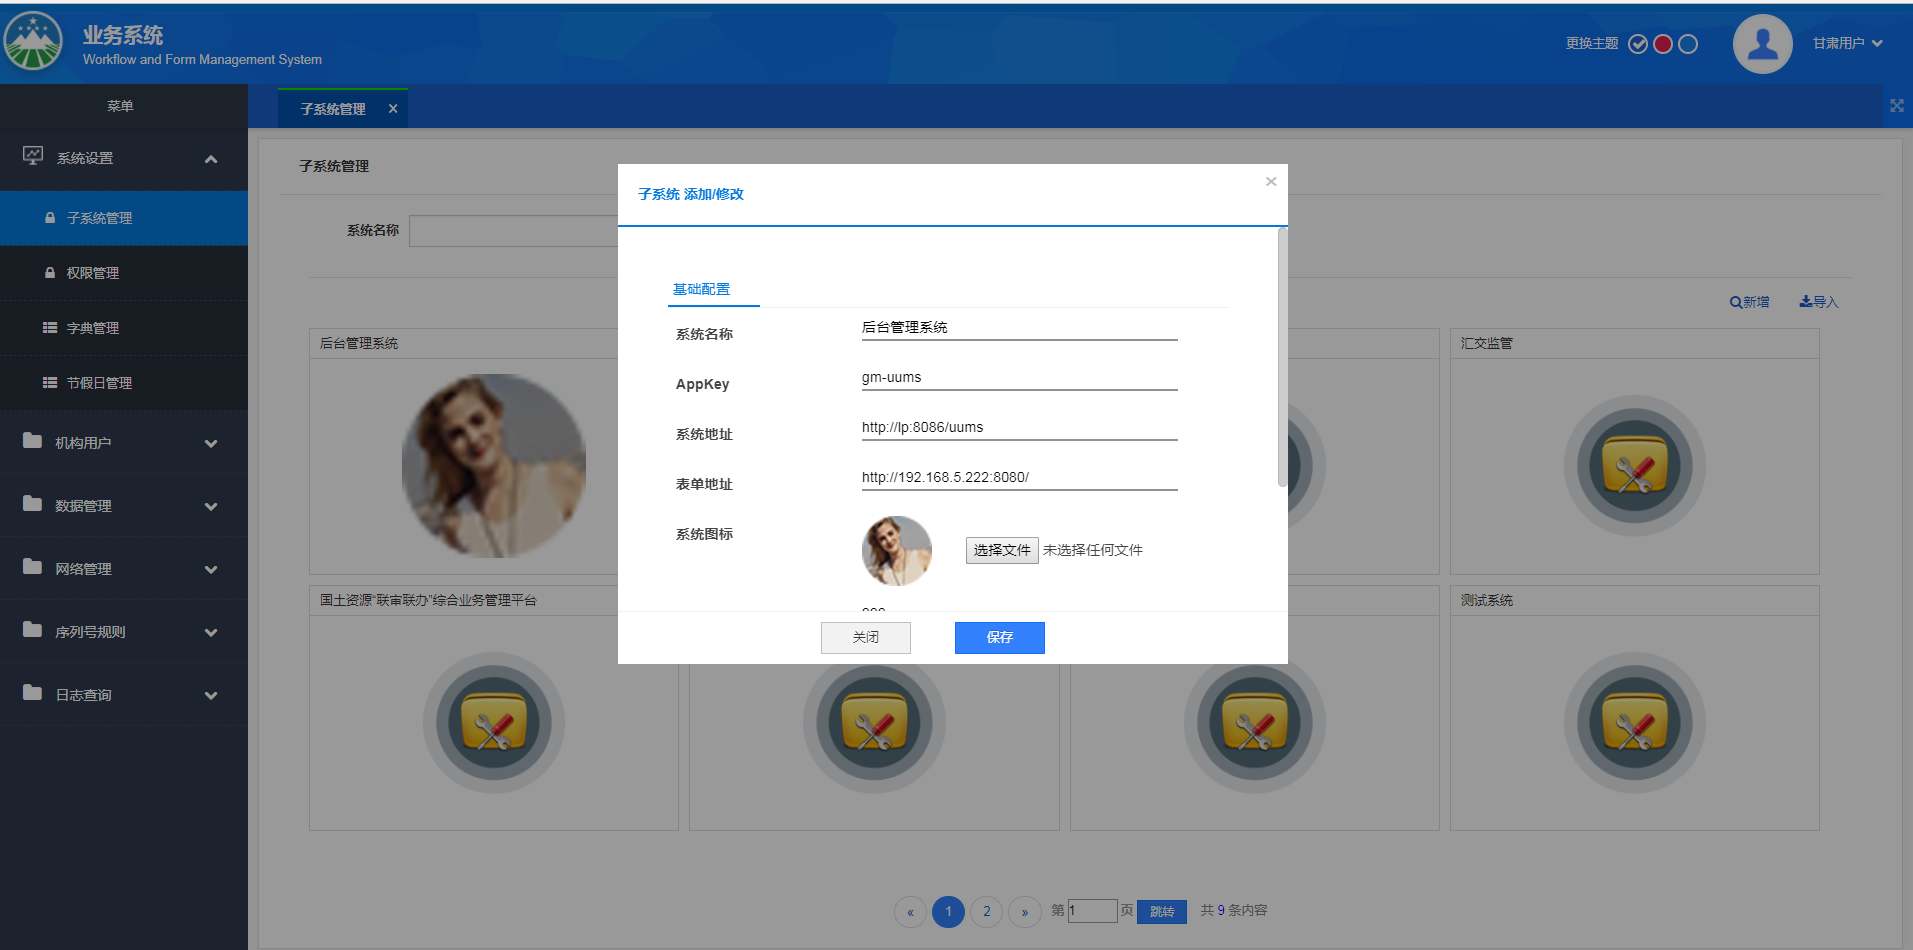 业务系统
Workflow and Form Management System
更换主题
甘肃用户
菜单
子系统管理 ×
系统设置
子系统管理
权限管理
字典管理
节假日管理
机构用户
数据管理
网络管理
序列号规则
日志查询
子系统管理
系统名称
新增 导入
后台管理系统
汇交监管
国土资源“联审联办”综合业务管理平台
测试系统
子系统 添加/修改 ×
基础配置
系统名称 后台管理系统
AppKey gm-uums
系统地址 http://lp:8086/uums
表单地址 http://192.168.5.222:8080/
系统图标 选择文件 未选择任何文件
关闭 保存
« 1 2 » 第 1 页 跳转 共 9 条内容